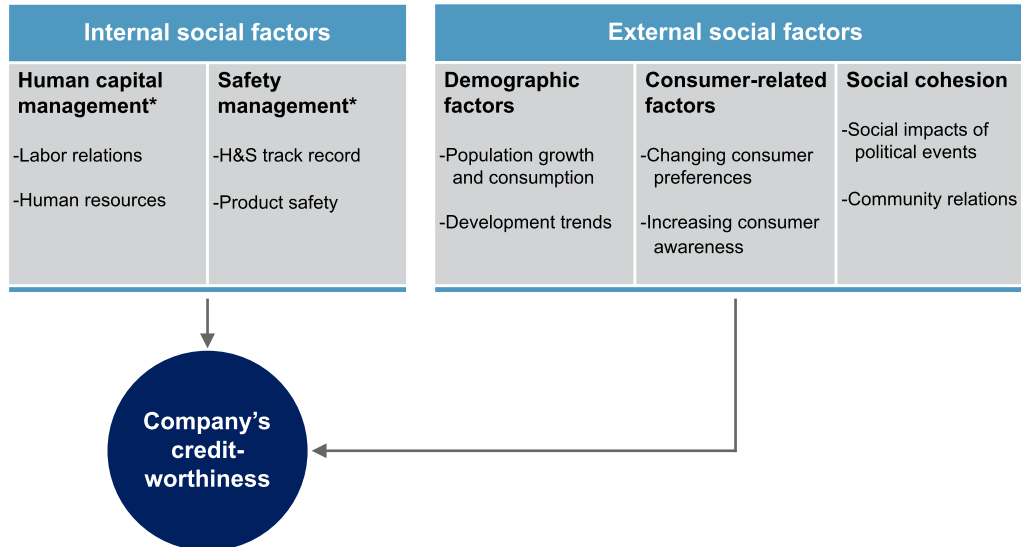 Internal social factors
Human capital
management*
-Labor relations
-Human resources
Safety
management*
-H&S track record
-Product safety
External social factors
Demographic
factors
-Population growth
and consumption
-Development trends
Consumer-related
factors
-Changing consumer
preferences
-Increasing consumer
awareness
Social cohesion
-Social impacts of
political events
-Community relations
Company’s
credit-
worthiness